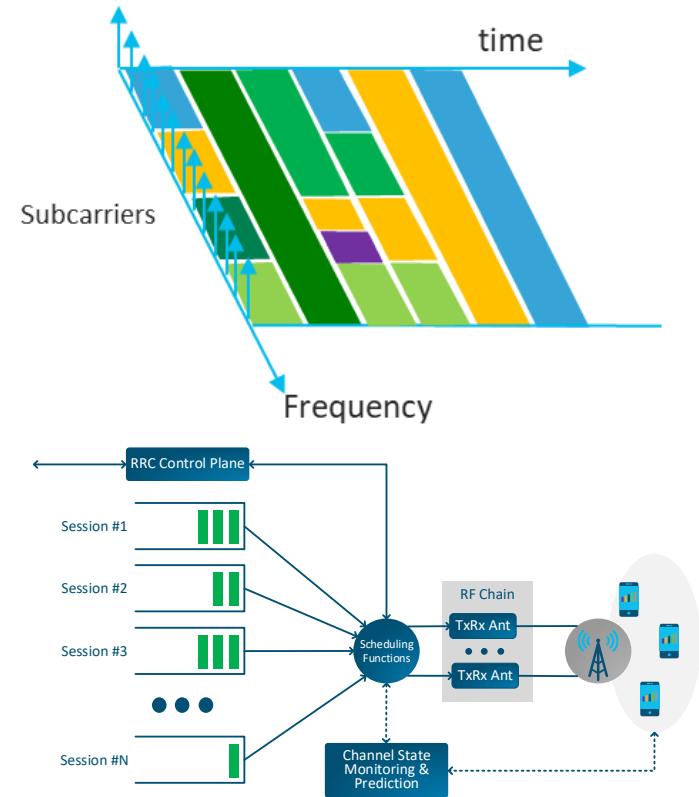 time
Subcarriers
Frequency
RRC Control Plane
Session #1
Session #2
Session #3
Session #N
Scheduling
Functions
RF Chain
TxRx Ant
TxRx Ant
Channel State
Monitoring &
Prediction